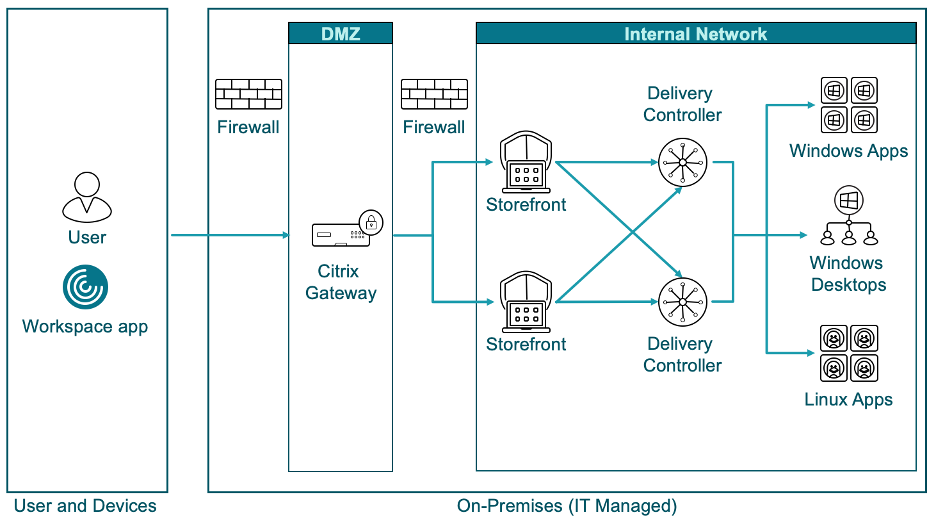 DMZ
Internal Network
Firewall
Firewall
Delivery
Controller
Windows Apps
Storefront
User
Citrix
Gateway
Windows
Desktops
Workspace app
Storefront
Delivery
Controller
Linux Apps
User and Devices
On-Premises (IT Managed)